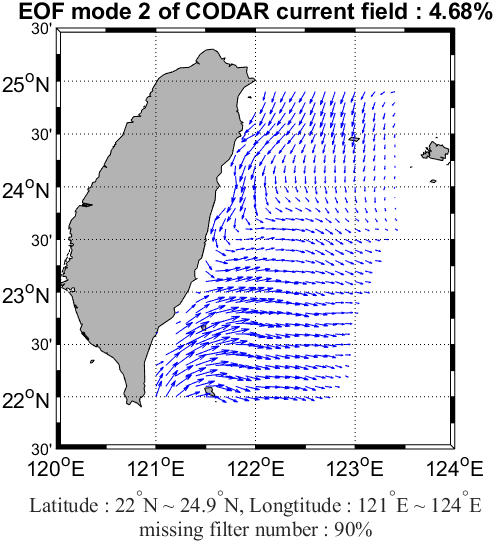 EOF mode 2 of CODAR current field : 4.68%
30'
25°N
30'
24°N
30'
23°N
30'
22°N
30'
120°E 121°E 122°E 123°E 124°E
Latitude : 22°N ~ 24.9°N, Longtitude : 121°E ~ 124°E
missing filter number : 90%